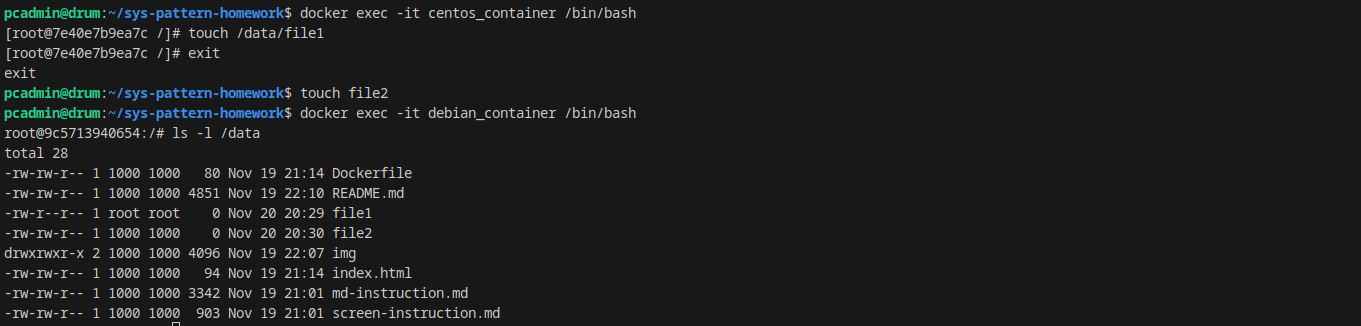 pcadmin@drum:~/sys-pattern-homework$ docker exec -it centos_container /bin/bash
[root@7e40e7b9ea7c /]# touch /data/file1
[root@7e40e7b9ea7c /]# exit
exit
pcadmin@drum:~/sys-pattern-homework$ touch file2
pcadmin@drum:~/sys-pattern-homework$ docker exec -it debian_container /bin/bash
root@9c5713940654:/# ls -l /data
total 28
-rw-rw-r-- 1 1000 1000   80 Nov 19 21:14 Dockerfile
-rw-rw-r-- 1 1000 1000 4851 Nov 19 22:10 README.md
-rw-r--r-- 1 root root    0 Nov 20 20:29 file1
-rw-rw-r-- 1 1000 1000    0 Nov 20 20:30 file2
drwxrwxr-x 2 1000 1000 4096 Nov 19 22:07 img
-rw-rw-r-- 1 1000 1000   94 Nov 19 21:14 index.html
-rw-rw-r-- 1 1000 1000 3342 Nov 19 21:01 md-instruction.md
-rw-rw-r-- 1 1000 1000  903 Nov 19 21:01 screen-instruction.md